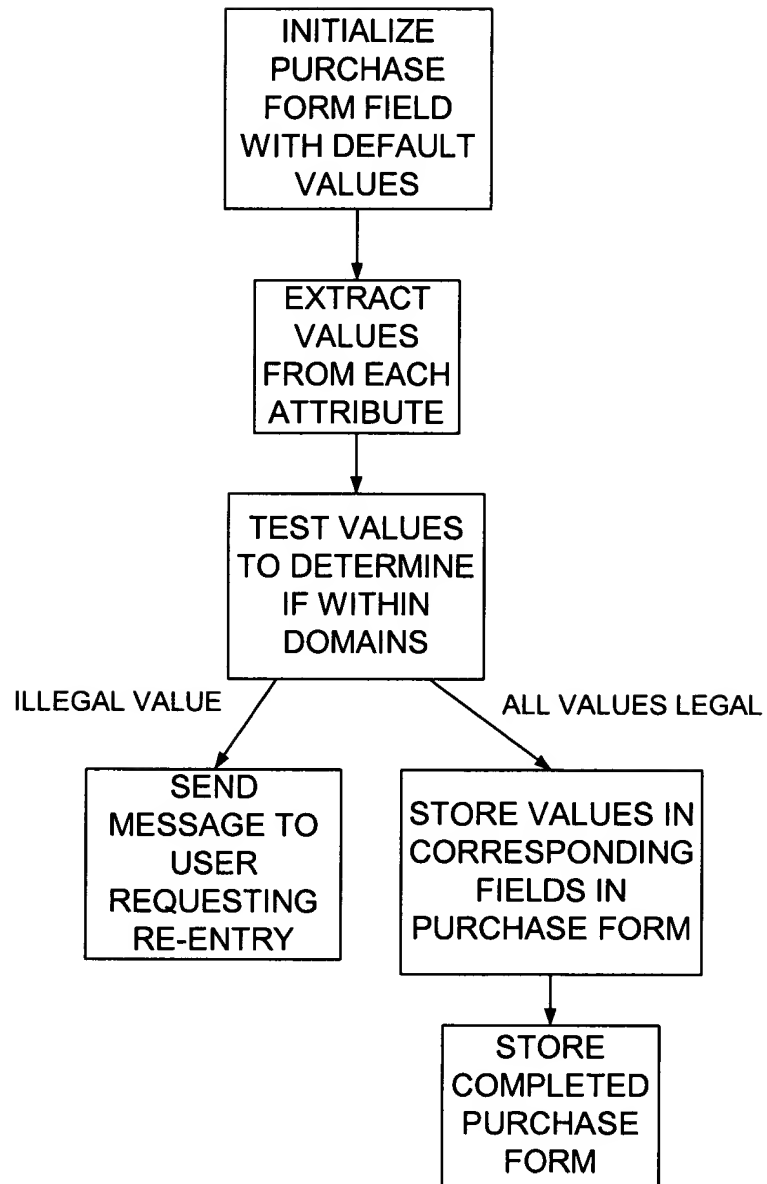 INITIALIZE
PURCHASE
FORM FIELD
WITH DEFAULT
VALUES
EXTRACT
VALUES
FROM EACH
ATTRIBUTE
TEST VALUES
TO DETERMINE
IF WITHIN
DOMAINS
ILLEGAL VALUE
ALL VALUES LEGAL
SEND
MESSAGE TO
USER
REQUESTING
RE-ENTRY
STORE VALUES IN
CORRESPONDING
FIELDS IN
PURCHASE FORM
STORE
COMPLETED
PURCHASE
FORM